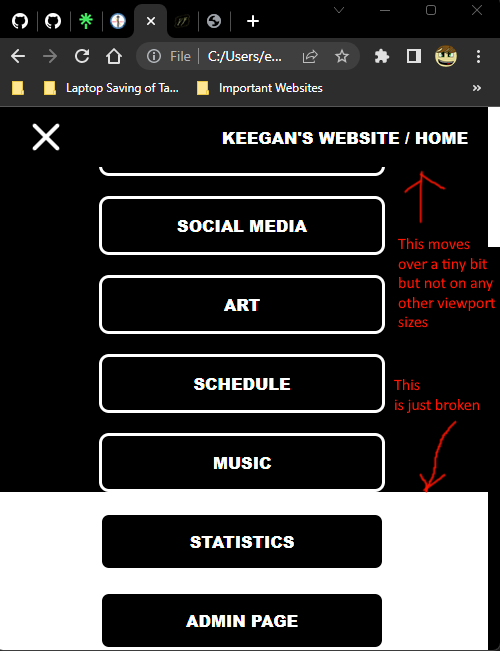 File C:/Users/e...
Laptop Saving of Ta... Important Websites »
KEEGAN'S WEBSITE / HOME
SOCIAL MEDIA
This moves
over a tiny bit
but not on any
other viewport
sizes
ART
SCHEDULE
This
is just broken
MUSIC
STATISTICS
ADMIN PAGE